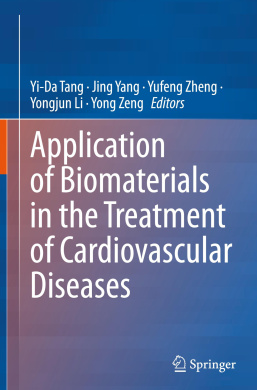 Yi-Da Tang · Jing Yang · Yufeng Zheng ·
Yongjun Li · Yong Zeng Editors
Application
of Biomaterials
in the Treatment
of Cardiovascular
Diseases
Springer